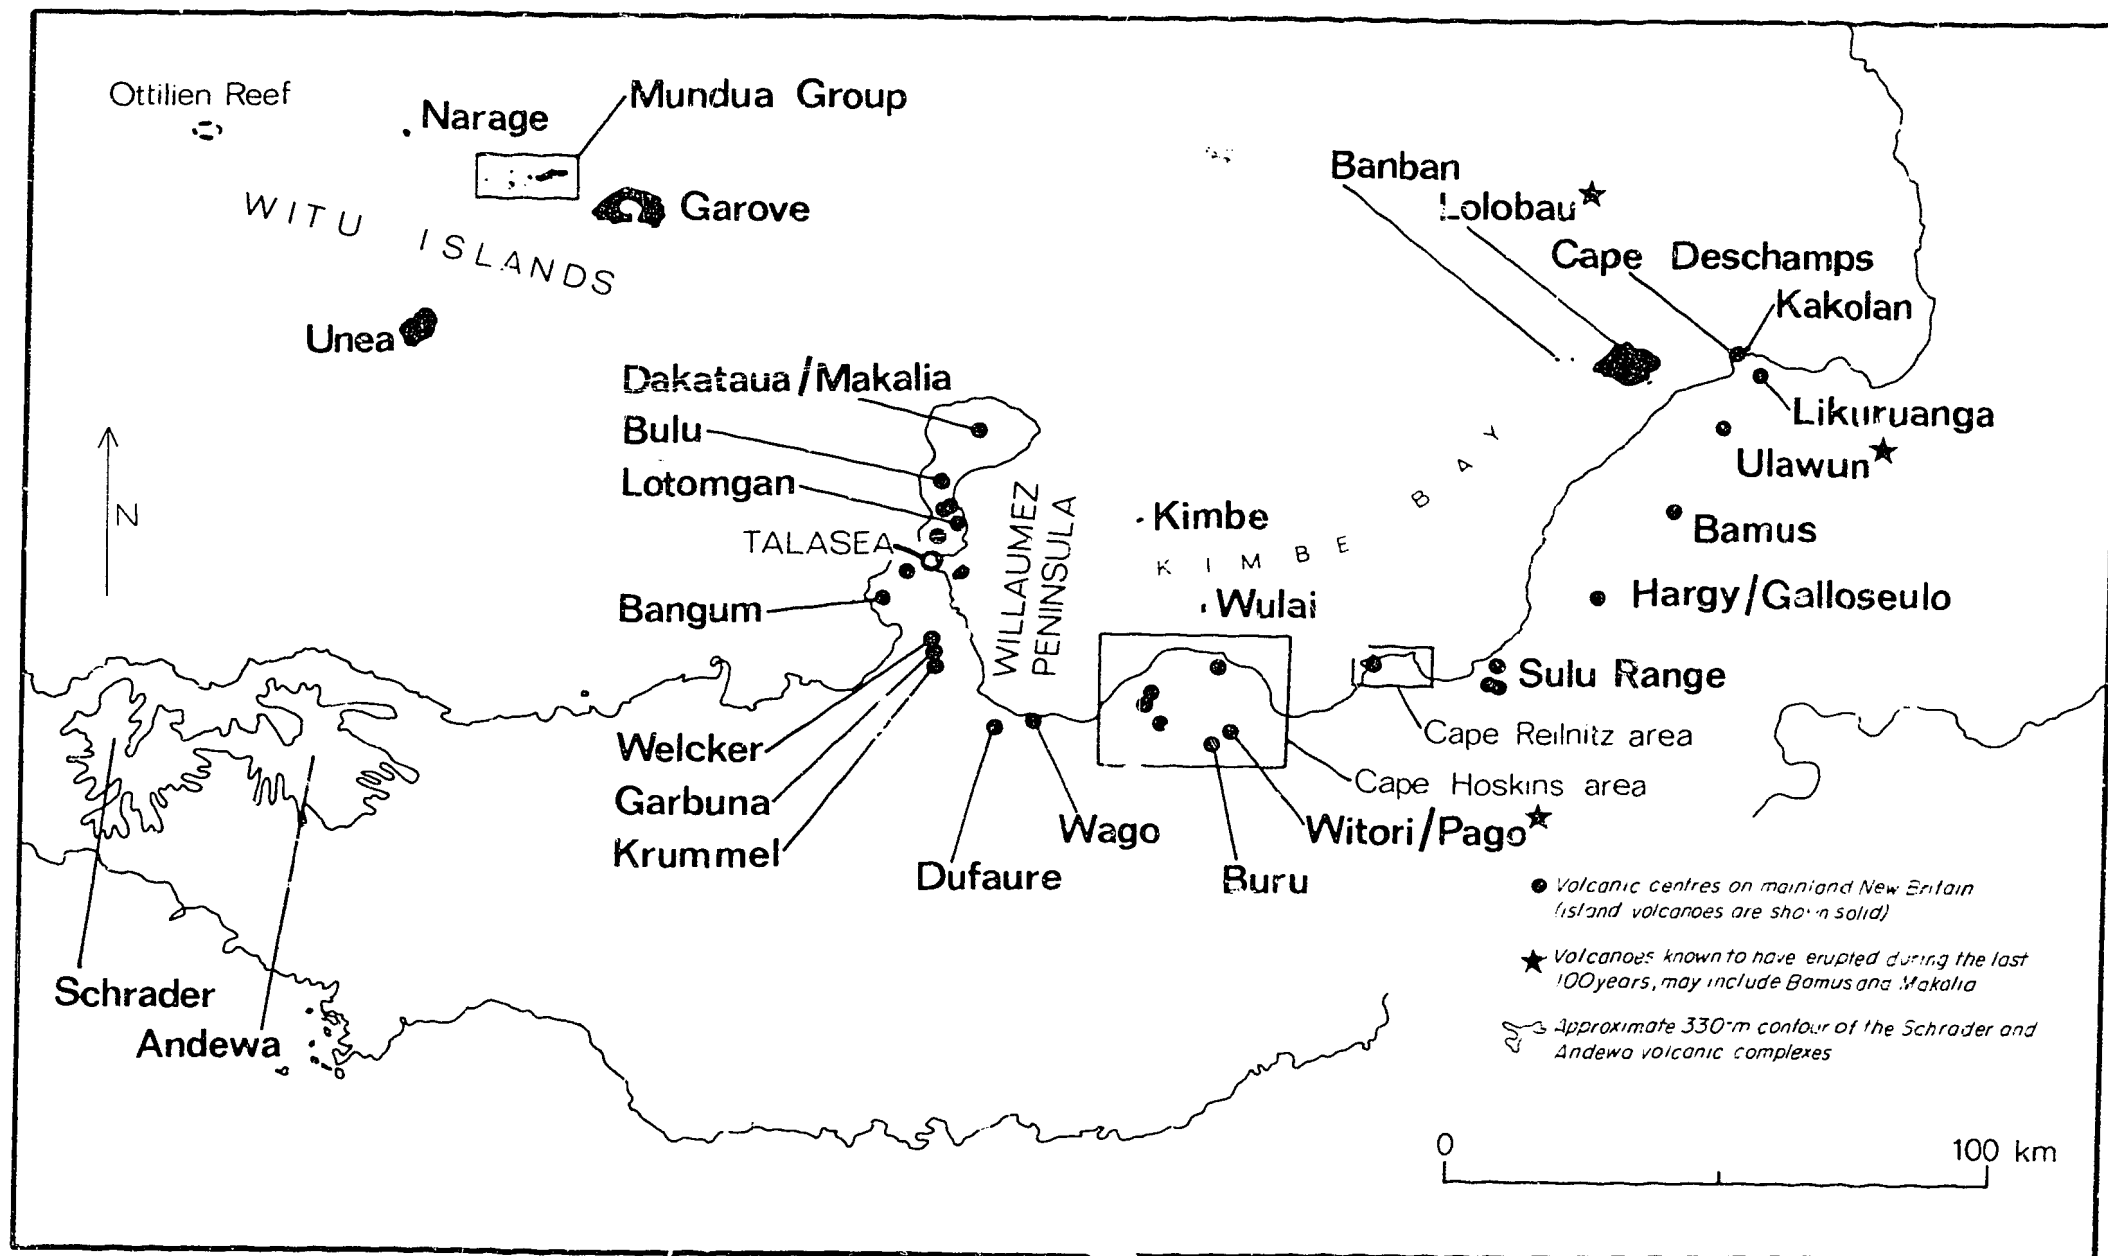 Ottilien Reef
Narage
Mundua Group
Garove
WITU ISLANDS
Unea
Banban
Lolobau
Cape Deschamps
Kakolan
Likuruanga
Ulawun
Bamus
Hargy/Galloseulo
Sulu Range
Dakataua/Makalia
Bulu
Lotomgan
TALASEA
Bangum
WILLAUMEZ
PENINSULA
Kimbe
KIMBE BAY
Wulai
N
Welcker
Garbuna
Krummel
Dufaure
Wago
Buru
Witori/Pago
Cape Reilnitz area
Cape Hoskins area
Schrader
Andewa
Volcanic centres on mainland New Britain
(island volcanoes are shown solid)
Volcanoes known to have erupted during the last
100 years, may include Bamus and Makalia
Approximate 330-m contour of the Schrader and
Andewa volcanic complexes
0 100 km